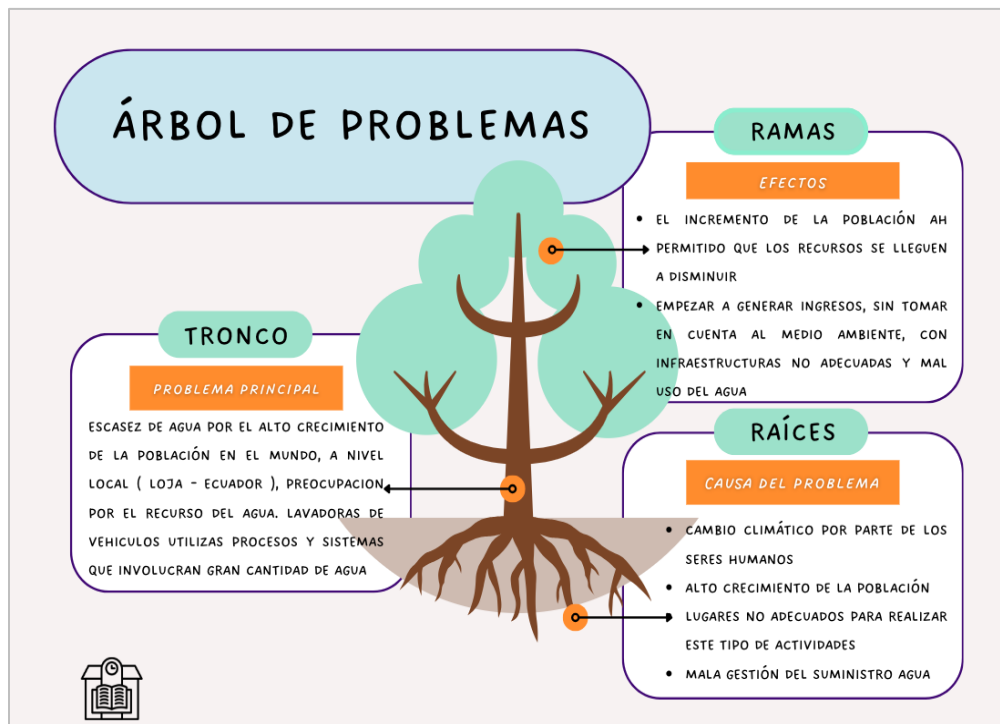 ÁRBOL DE PROBLEMAS
RAMAS
EFECTOS
• EL INCREMENTO DE LA POBLACIÓN AH
PERMITIDO QUE LOS RECURSOS SE LLEGUEN
A DISMINUIR
• EMPEZAR A GENERAR INGRESOS, SIN TOMAR
EN CUENTA AL MEDIO AMBIENTE, CON
INFRAESTRUCTURAS NO ADECUADAS Y MAL
USO DEL AGUA
TRONCO
PROBLEMA PRINCIPAL
ESCASEZ DE AGUA POR EL ALTO CRECIMIENTO
DE LA POBLACIÓN EN EL MUNDO, A NIVEL
LOCAL ( LOJA - ECUADOR ), PREOCUPACION
POR EL RECURSO DEL AGUA. LAVADORAS DE
VEHICULOS UTILIZAS PROCESOS Y SISTEMAS
QUE INVOLUCRAN GRAN CANTIDAD DE AGUA
RAÍCES
CAUSA DEL PROBLEMA
• CAMBIO CLIMÁTICO POR PARTE DE LOS
SERES HUMANOS
• ALTO CRECIMIENTO DE LA POBLACIÓN
• LUGARES NO ADECUADOS PARA REALIZAR
ESTE TIPO DE ACTIVIDADES
• MALA GESTIÓN DEL SUMINISTRO AGUA